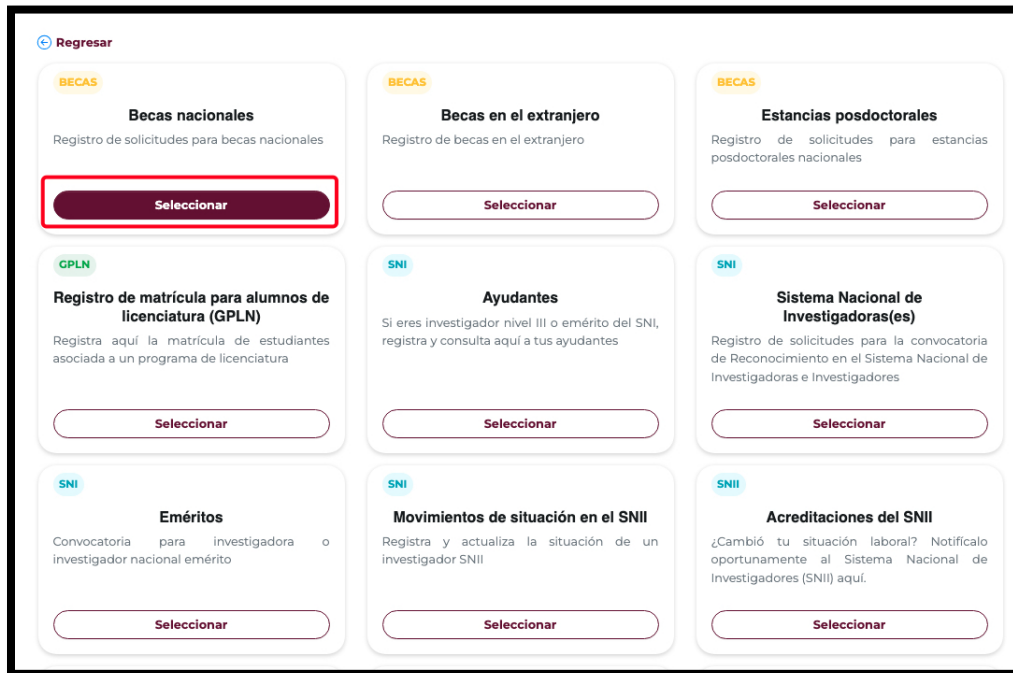 Regresar
BECAS
Becas nacionales
Registro de solicitudes para becas nacionales
Seleccionar
BECAS
Becas en el extranjero
Registro de becas en el extranjero
Seleccionar
BECAS
Estancias posdoctorales
Registro de solicitudes para estancias
posdoctorales nacionales
Seleccionar
GPLN
Registro de matrícula para alumnos de
licenciatura (GPLN)
Registra aquí la matrícula de estudiantes
asociada a un programa de licenciatura
Seleccionar
SNI
Ayudantes
Si eres investigador nivel III o emérito del SNI,
registra y consulta aquí a tus ayudantes
Seleccionar
SNI
Sistema Nacional de
Investigadoras(es)
Registro de solicitudes para la convocatoria
de Reconocimiento en el Sistema Nacional de
Investigadoras e Investigadores
Seleccionar
SNI
Eméritos
Convocatoria para investigadora o
investigador nacional emérito
Seleccionar
SNI
Movimientos de situación en el SNII
Registra y actualiza la situación de un
investigador SNII
Seleccionar
SNII
Acreditaciones del SNII
¿Cambió tu situación laboral? Notifícalo
oportunamente al Sistema Nacional de
Investigadores (SNII) aquí.
Seleccionar